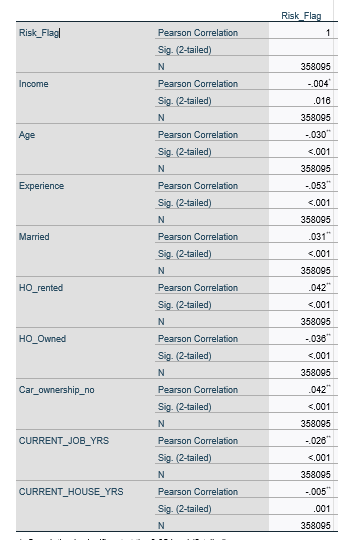 Risk_Flag
Risk_Flag Pearson Correlation 1
Sig. (2-tailed)
N 358095
Income Pearson Correlation -.004*
Sig. (2-tailed) .016
N 358095
Age Pearson Correlation -.030**
Sig. (2-tailed) <.001
N 358095
Experience Pearson Correlation -.053**
Sig. (2-tailed) <.001
N 358095
Married Pearson Correlation .031**
Sig. (2-tailed) <.001
N 358095
HO_rented Pearson Correlation .042**
Sig. (2-tailed) <.001
N 358095
HO_Owned Pearson Correlation -.036**
Sig. (2-tailed) <.001
N 358095
Car_ownership_no Pearson Correlation .042**
Sig. (2-tailed) <.001
N 358095
CURRENT_JOB_YRS Pearson Correlation -.026**
Sig. (2-tailed) <.001
N 358095
CURRENT_HOUSE_YRS Pearson Correlation -.005**
Sig. (2-tailed) .001
N 358095